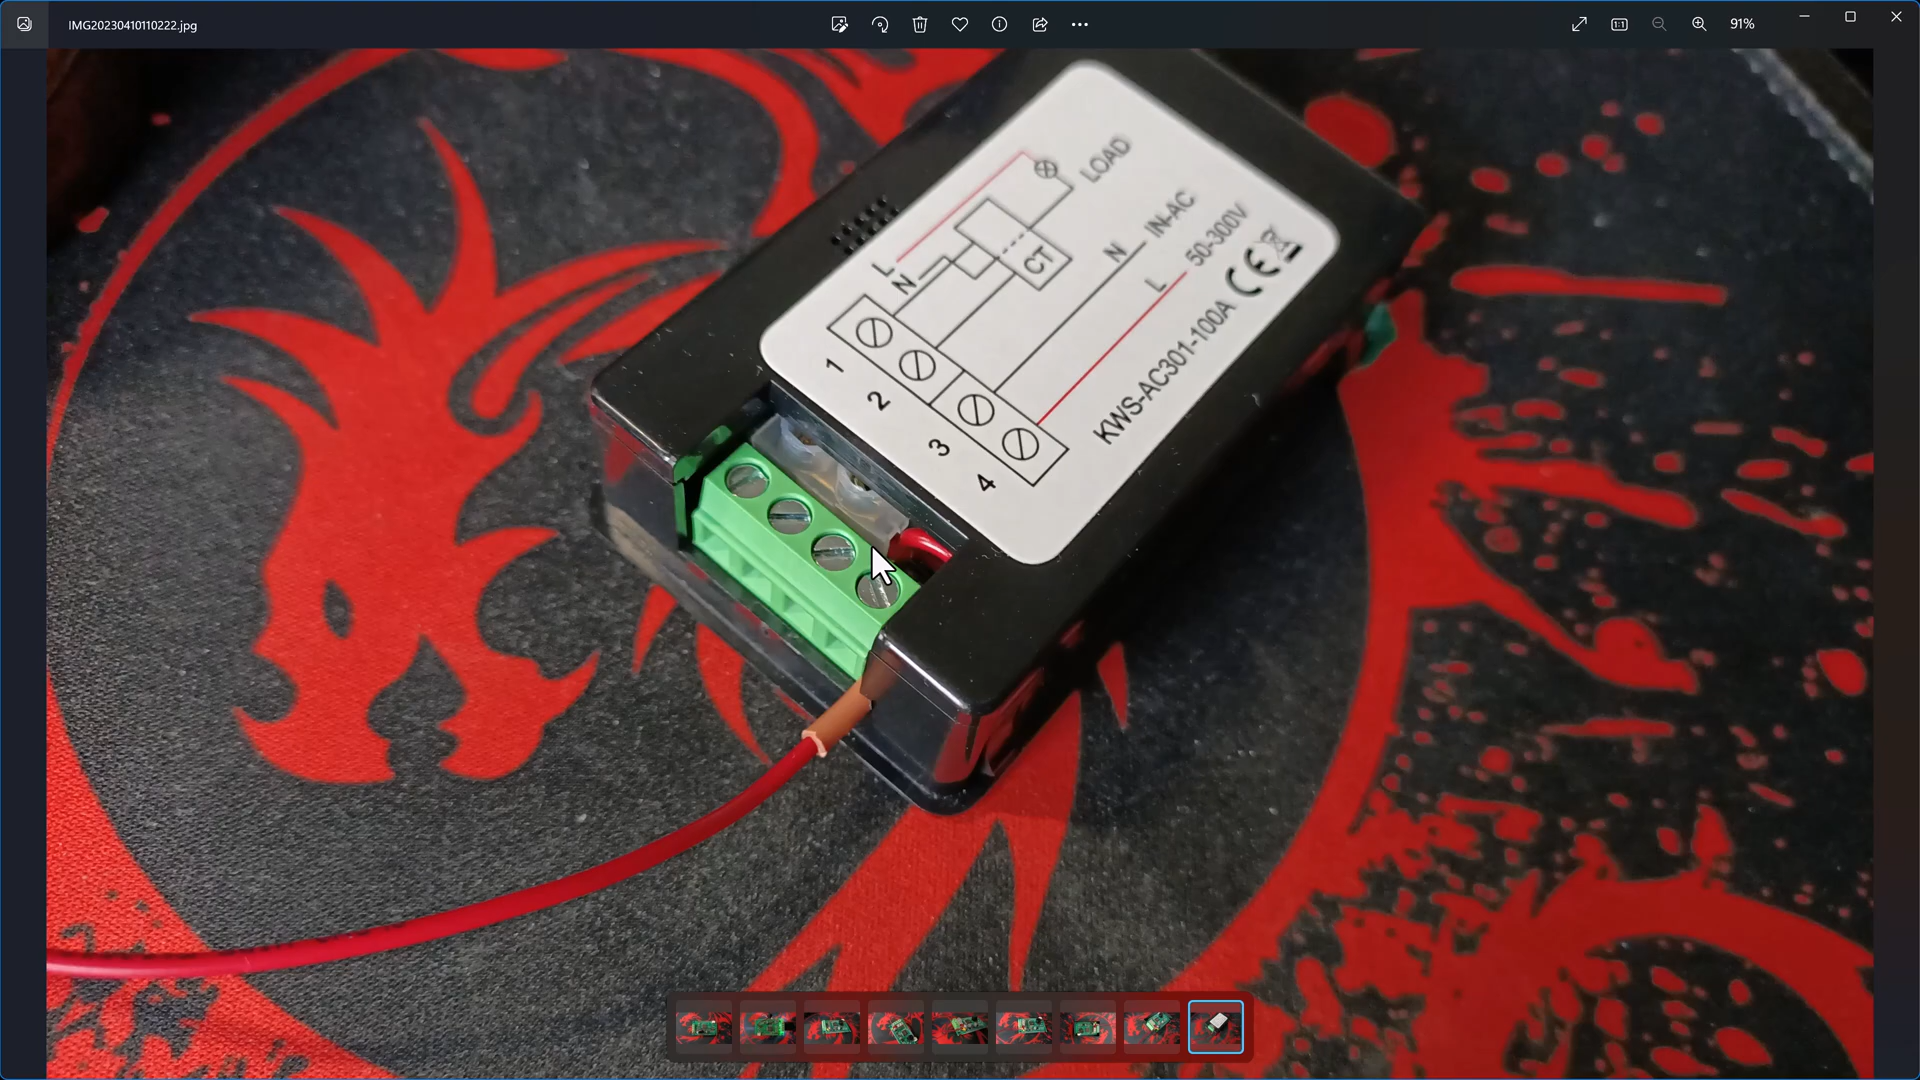 IMG20230410110222.jpg
91%
LOAD
L
N
CT
N
IN-AC
L
50-300V
1
2
3
4
KWS-AC301-100A
CE